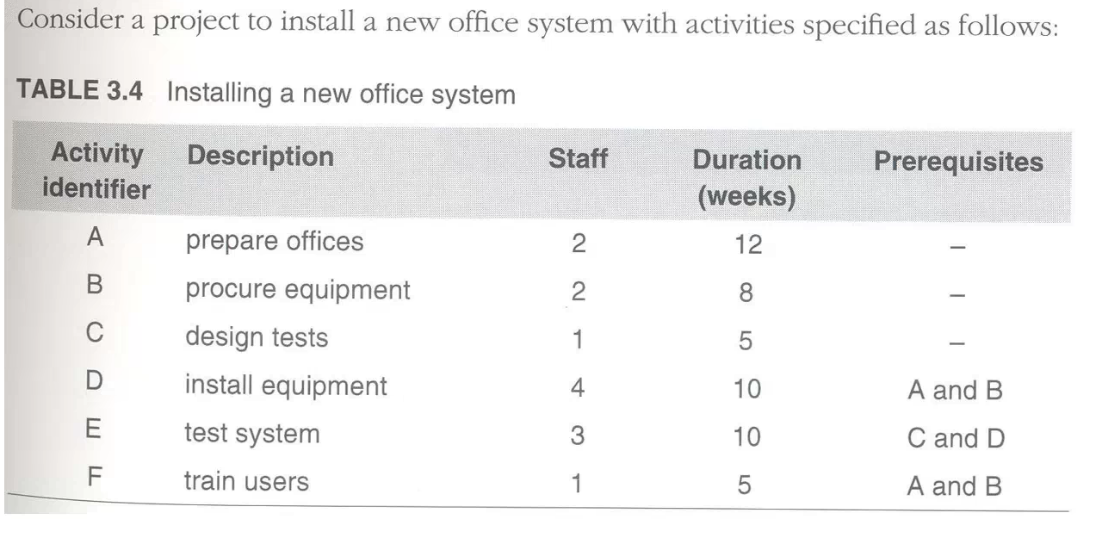 Consider a project to install a new office system with activities specified as follows:
TABLE 3.4 Installing a new office system
Activity identifier Description Staff Duration (weeks) Prerequisites
A prepare offices 2 12 –
B procure equipment 2 8 –
C design tests 1 5 –
D install equipment 4 10 A and B
E test system 3 10 C and D
F train users 1 5 A and B